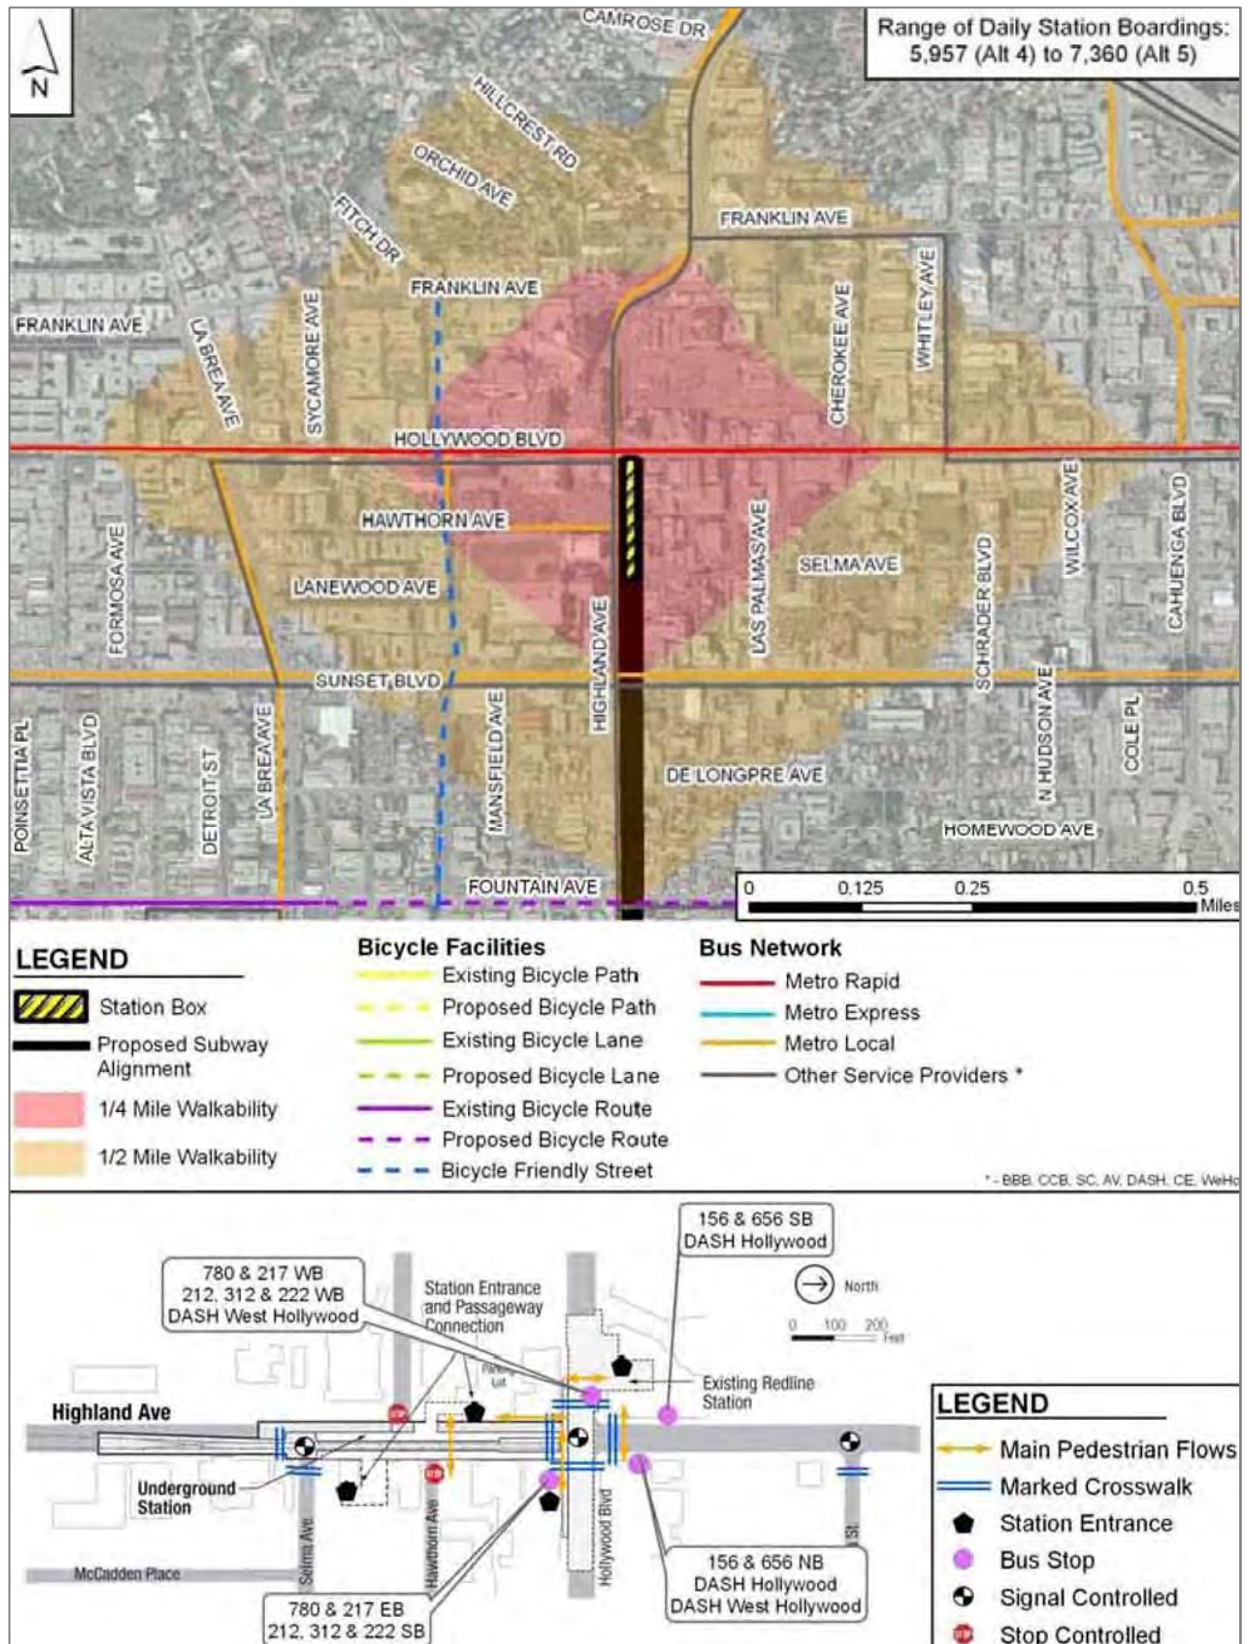 CAMROSE DR
Range of Daily Station Boardings:
5,957 (Alt 4) to 7,360 (Alt 5)
N
HILLCREST RD
ORCHID AVE
FITCH DR
FRANKLIN AVE
FRANKLIN AVE
FRANKLIN AVE
LA BREA AVE
SYCAMORE AVE
CHEROKEE AVE
WHITLEY AVE
HOLLYWOOD BLVD
HAWTHORN AVE
FORMOSA AVE
LANEWOOD AVE
HIGHLAND AVE
LAS PALMAS AVE
SELMA AVE
SCHRADER BLVD
WILCOX AVE
CAHUENGA BLVD
SUNSET BLVD
POINSETTIA PL
ALTA VISTA BLVD
DETROIT ST
LA BREA AVE
MANSFIELD AVE
DE LONGPRE AVE
N HUDSON AVE
COLE PL
HOMEWOOD AVE
FOUNTAIN AVE
0 0.125 0.25 0.5
Miles
LEGEND
Station Box
Proposed Subway
Alignment
1/4 Mile Walkability
1/2 Mile Walkability
Bicycle Facilities
Existing Bicycle Path
Proposed Bicycle Path
Existing Bicycle Lane
Proposed Bicycle Lane
Existing Bicycle Route
Proposed Bicycle Route
Bicycle Friendly Street
Bus Network
Metro Rapid
Metro Express
Metro Local
Other Service Providers *
* - BBB, CCB, SC, AV, DASH, CE, WeHo
156 & 656 SB
DASH Hollywood
780 & 217 WB
212, 312 & 222 WB
DASH West Hollywood
Station Entrance
and Passageway
Connection
North
0 100 200
Feet
Lot
Existing Redline
Station
Highland Ave
Underground
Station
Selma Ave
Hawthorn Ave
Hollywood Blvd
St.
McCadden Place
780 & 217 EB
212, 312 & 222 SB
156 & 656 NB
DASH Hollywood
DASH West Hollywood
LEGEND
Main Pedestrian Flows
Marked Crosswalk
Station Entrance
Bus Stop
Signal Controlled
Stop Controlled